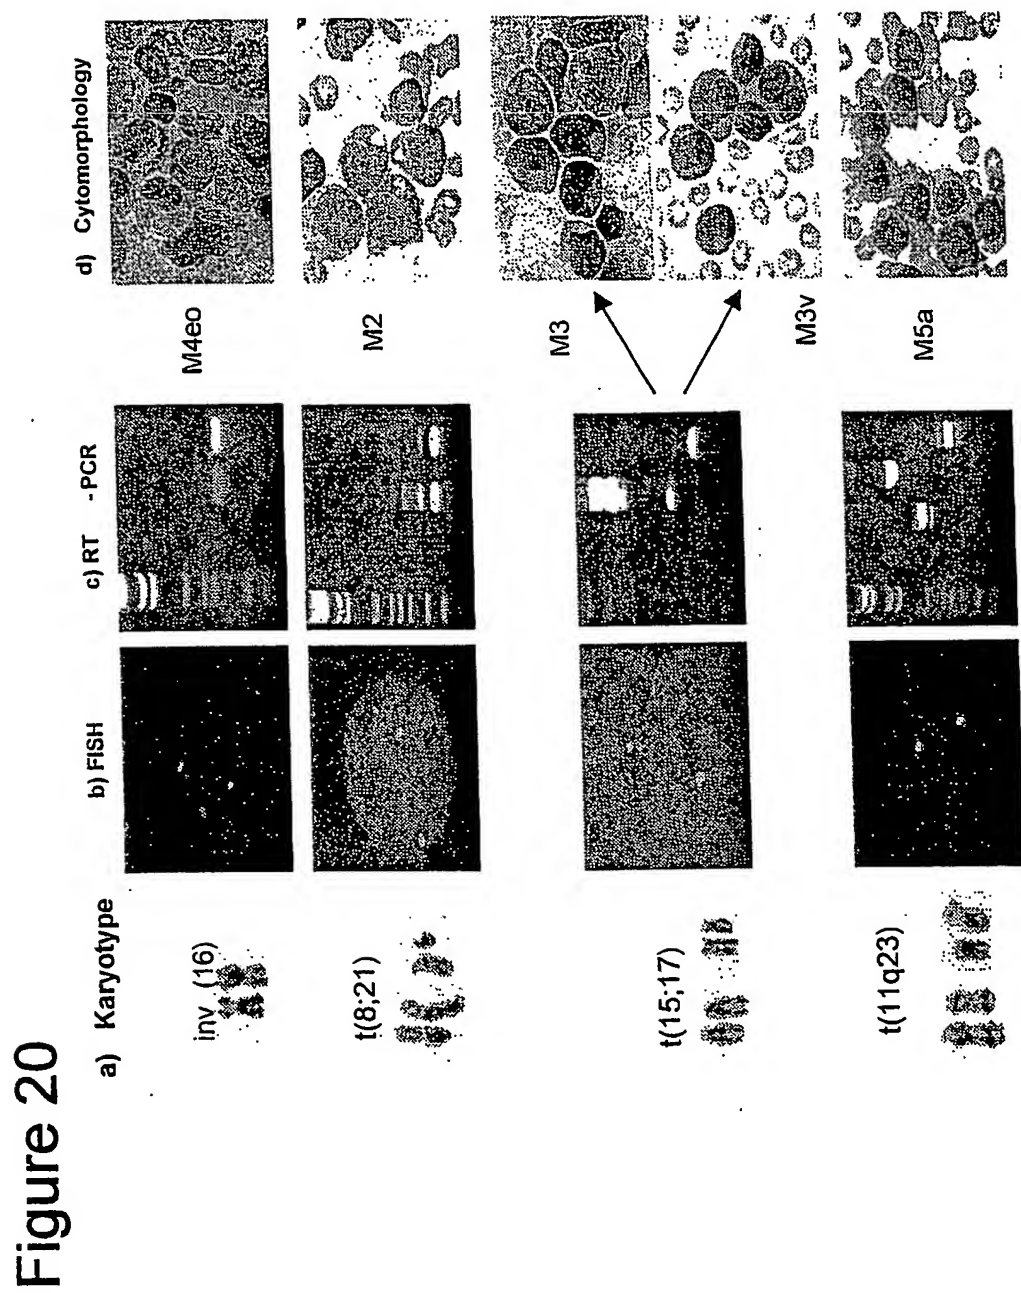 Figure 20
a) Karyotype
b) FISH
c) RT -PCR
d) Cytomorphology
inv (16)
M4eo
t(8;21)
M2
t(15;17)
M3
M3v
t(11q23)
M5a